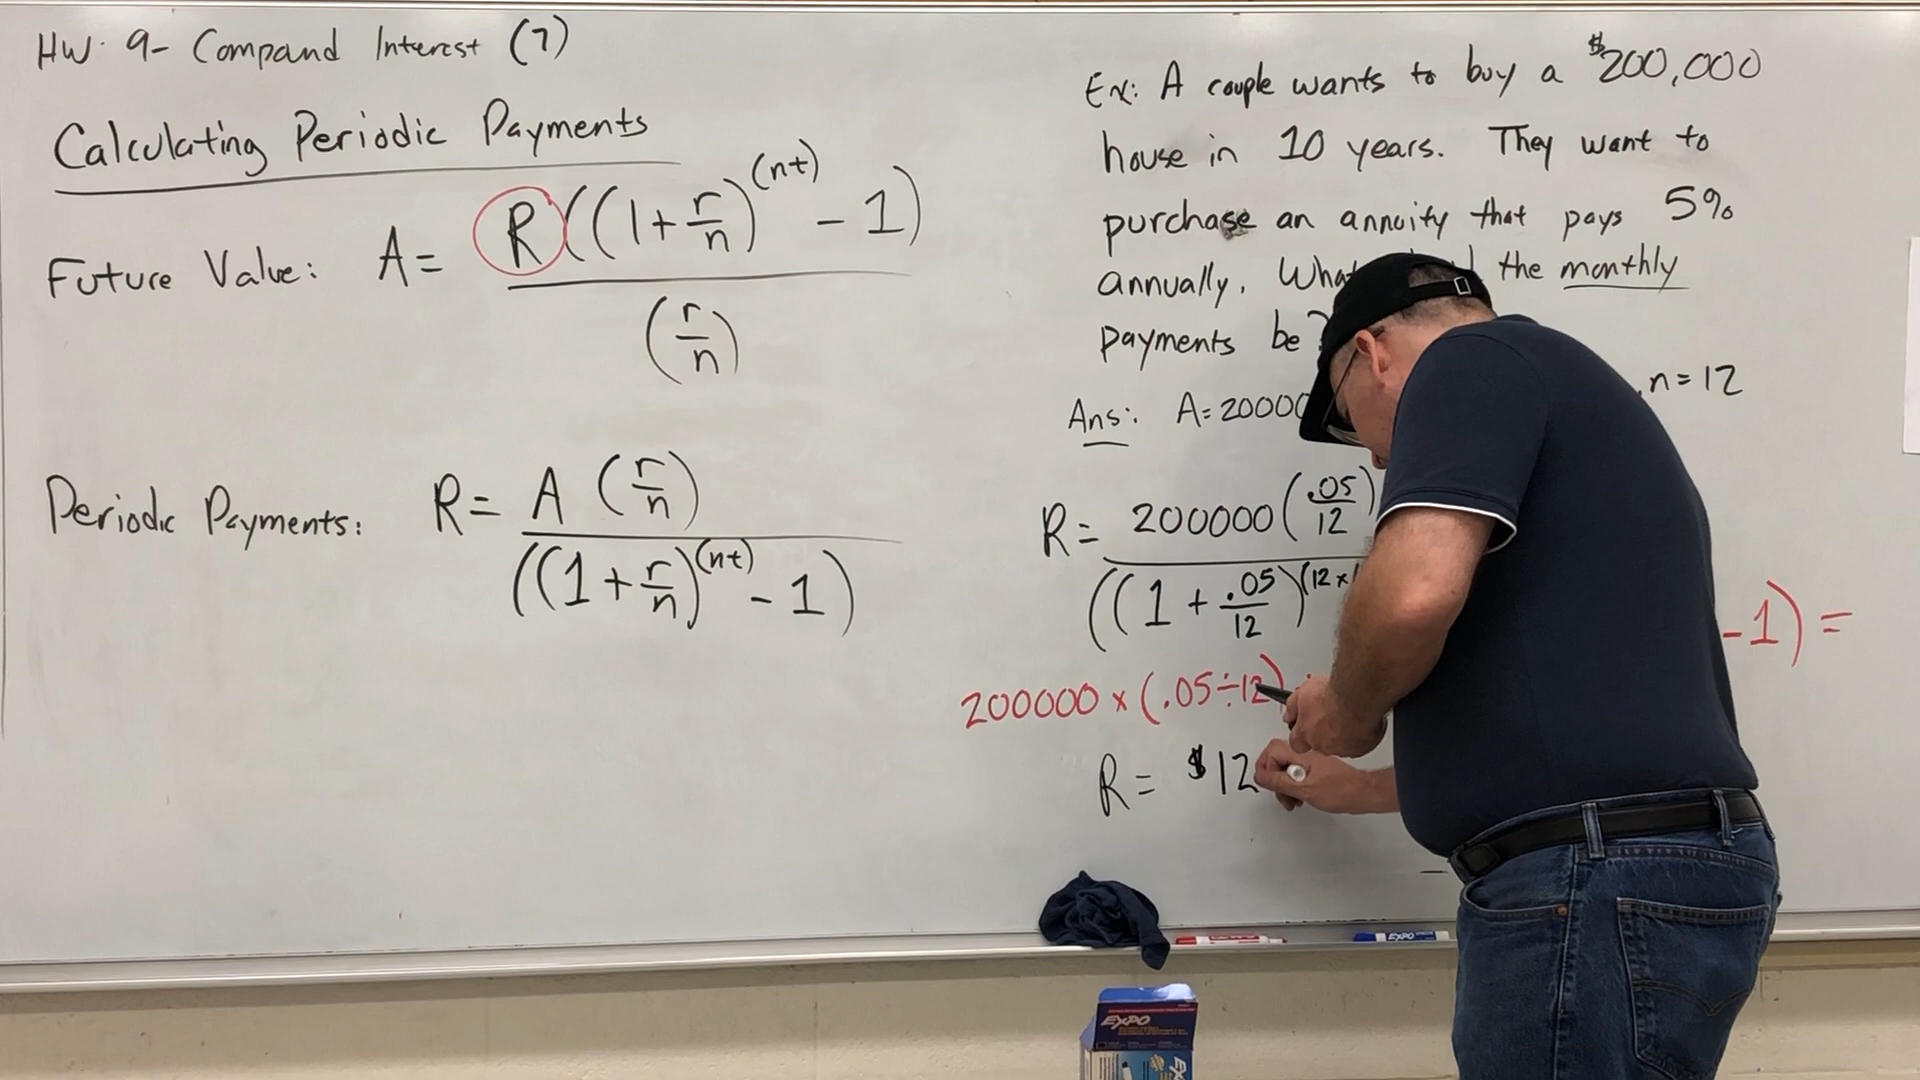 HW: 9- Compound Interest (7)
Calculating Periodic Payments
Future Value: A = R((1+r/n)^(nt) - 1) / (r/n)
Periodic Payments: R = A (r/n) / ((1+r/n)^(nt) - 1)
Ex: A couple wants to buy a $200,000
house in 10 years. They want to
purchase an annuity that pays 5%
annually. What the monthly
payments be?
Ans: A=20000 , n=12
R= 200000(.05/12) / ((1+.05/12)^(12x
- 1) =
200000 x (.05÷12)
R= $12
EXPO
EXPO